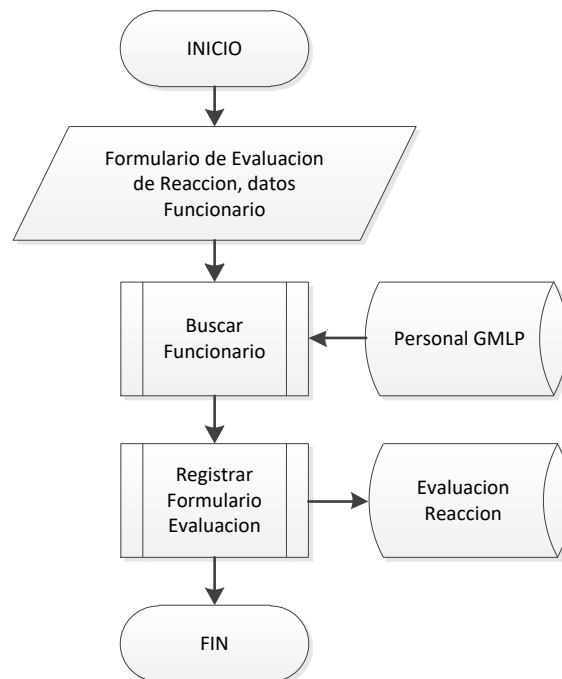 INICIO
Formulario de Evaluacion
de Reaccion, datos
Funcionario
Buscar
Funcionario
Personal GMLP
Registrar
Formulario
Evaluacion
Evaluacion
Reaccion
FIN